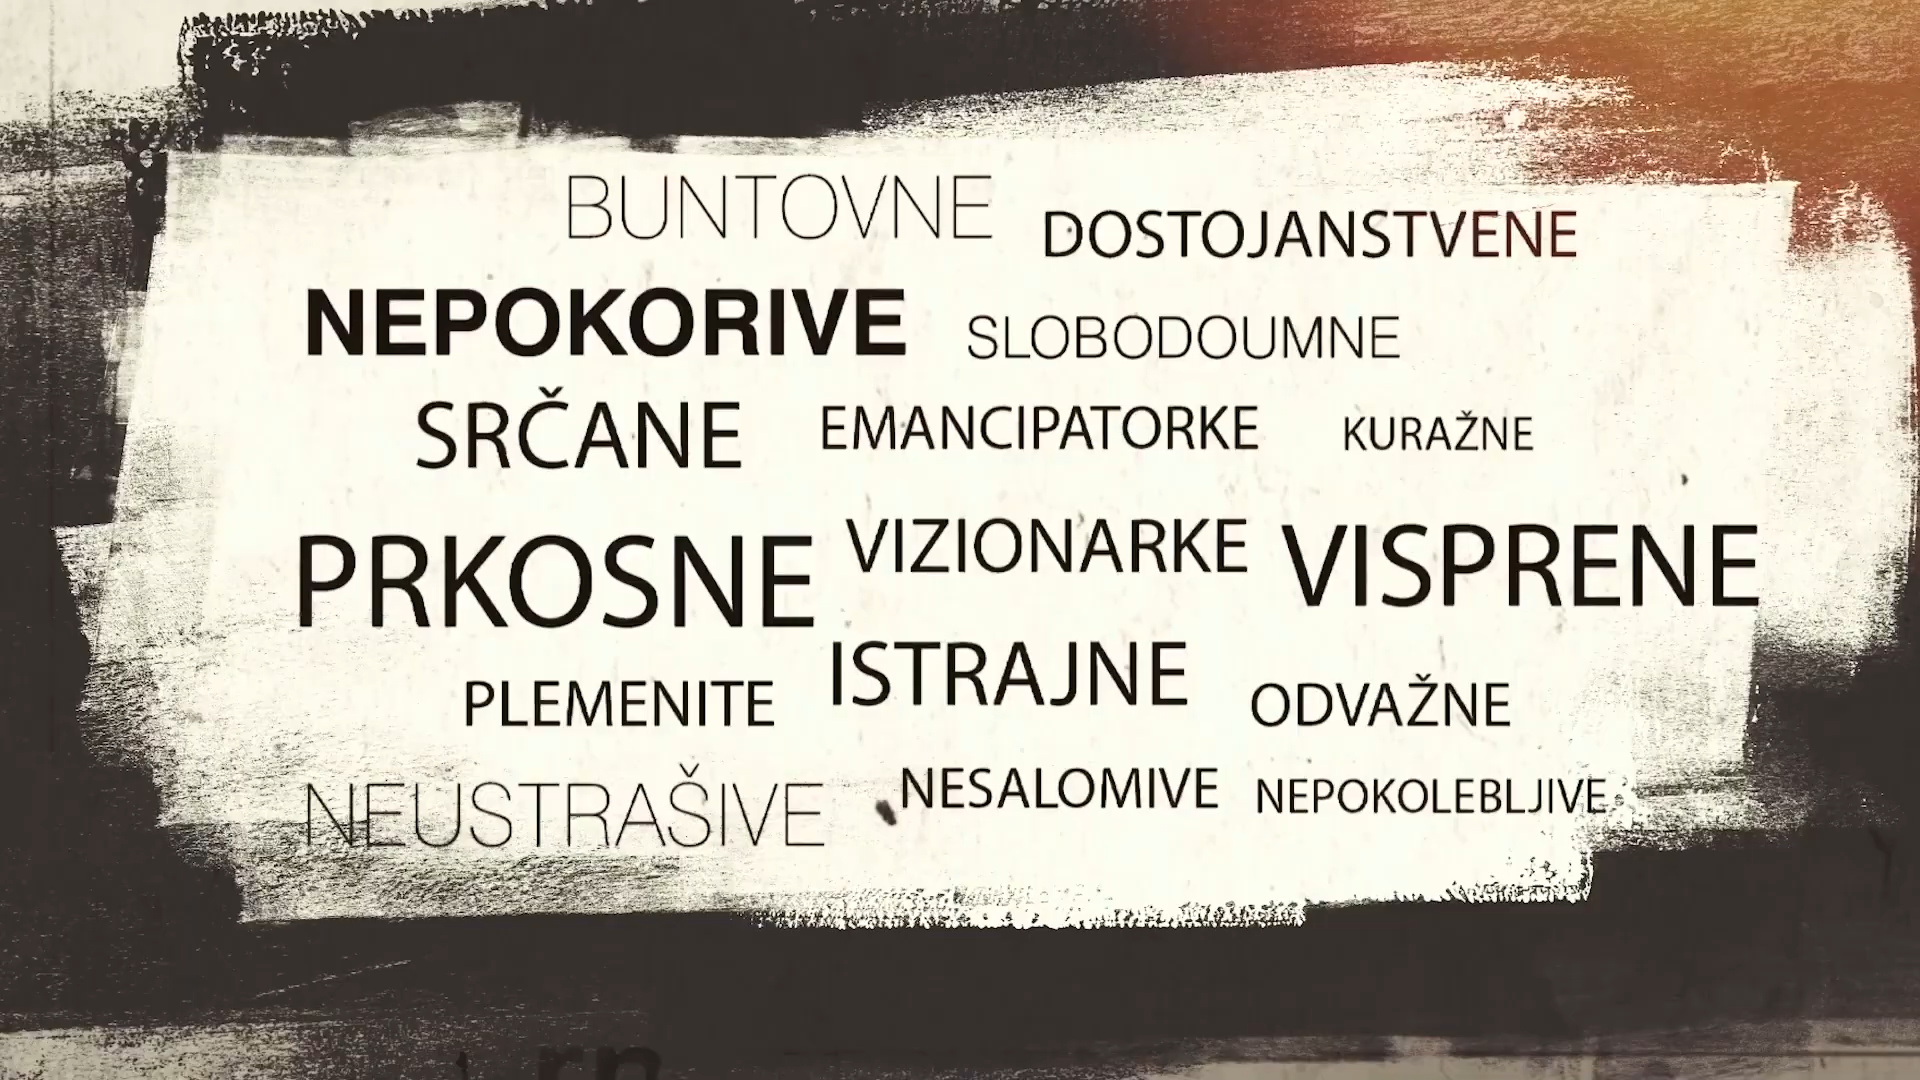 BUNTOVNE DOSTOJANSTVENE
NEPOKORIVE SLOBODOUMNE
SRČANE EMANCIPATORKE KURAŽNE
PRKOSNE VIZIONARKE VISPRENE
PLEMENITE ISTRAJNE ODVAŽNE
NEUSTRAŠIVE NESALOMIVE NEPOKOLEBLJIVE